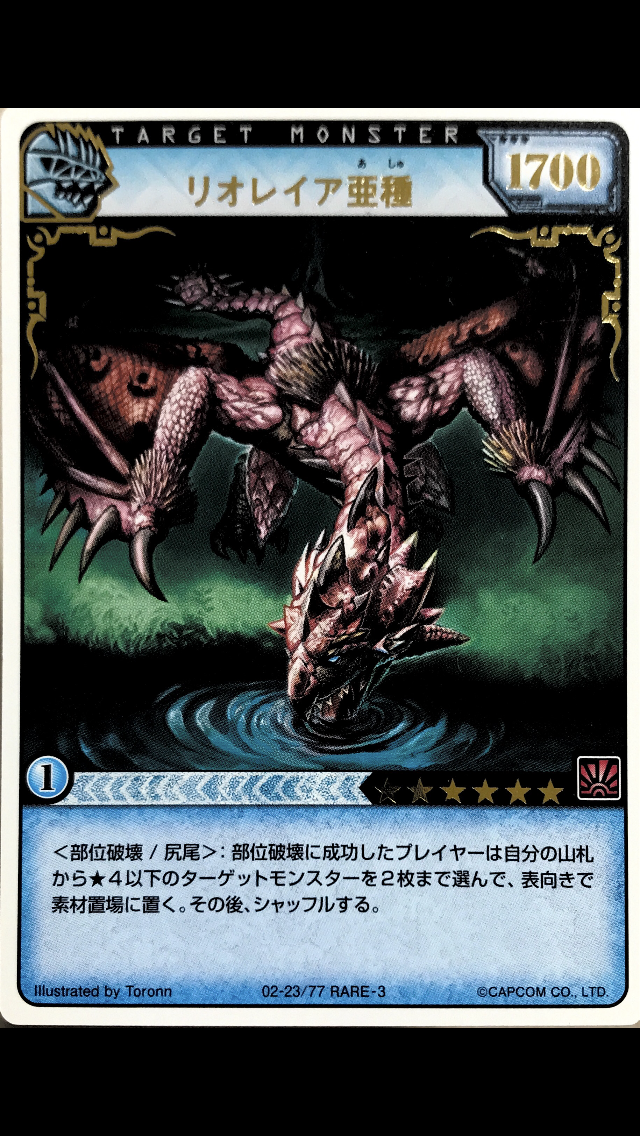 TARGET MONSTER
1700
あ しゅ
リオレイア亜種
1
★★★★★★
<部位破壊 / 尻尾>: 部位破壊に成功したプレイヤーは自分の山札
から★4以下のターゲットモンスターを2枚まで選んで、表向きで
素材置場に置く。その後、シャッフルする。
Illustrated by Toronn 02-23/77 RARE-3 ©CAPCOM CO., LTD.